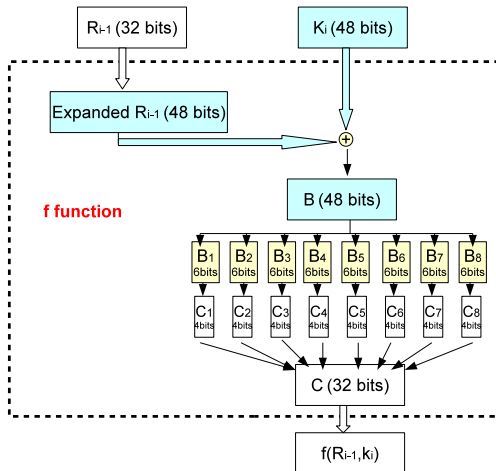 Ri-1 (32 bits)
Ki (48 bits)
Expanded Ri-1 (48 bits)
+
B (48 bits)
f function
B1 B2 B3 B4 B5 B6 B7 B8
6bits 6bits 6bits 6bits 6bits 6bits 6bits 6bits
C1 C2 C3 C4 C5 C6 C7 C8
4bits 4bits 4bits 4bits 4bits 4bits 4bits 4bits
C (32 bits)
f(Ri-1,ki)